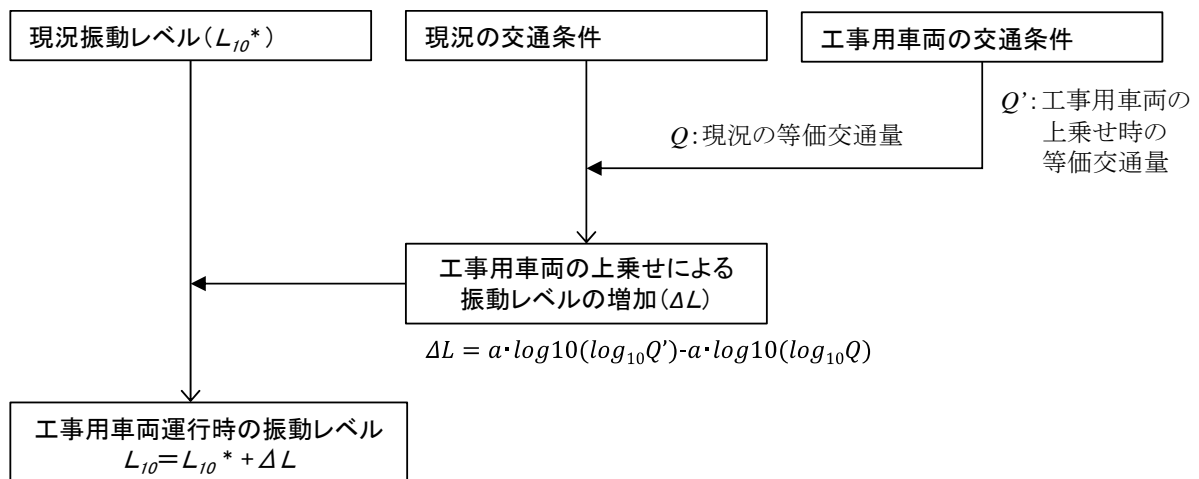 現況振動レベル(L10*)
現況の交通条件
工事用車両の交通条件
Q’:工事用車両の
上乗せ時の
等価交通量
Q:現況の等価交通量
工事用車両の上乗せによる
振動レベルの増加(ΔL)
ΔL = a・log10(log10Q’)-a・log10(log10Q)
工事用車両運行時の振動レベル
L10=L10*+ΔL